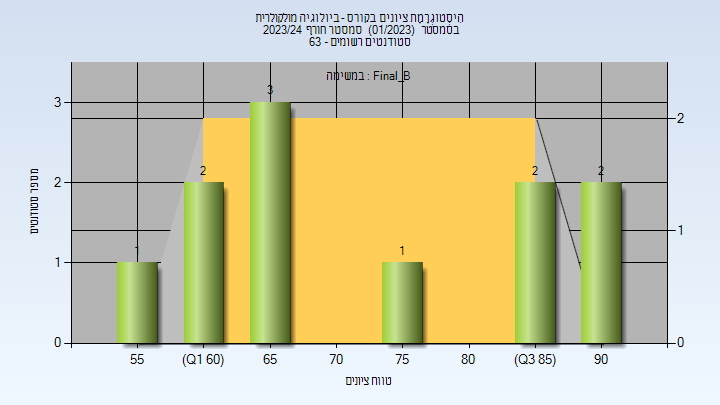 היסטוגרמת ציונים בקורס - ביולוגיה מולקולרית
בסמסטר (01/2023) סמסטר חורף 2023/24
סטודנטים רשומים - 63
במשימה : Final_B
מספר סטודנטים
3
2
1
0
2
1
0
1
2
3
1
2
2
55
(Q1 60)
65
70
75
80
(Q3 85)
90
טווח ציונים